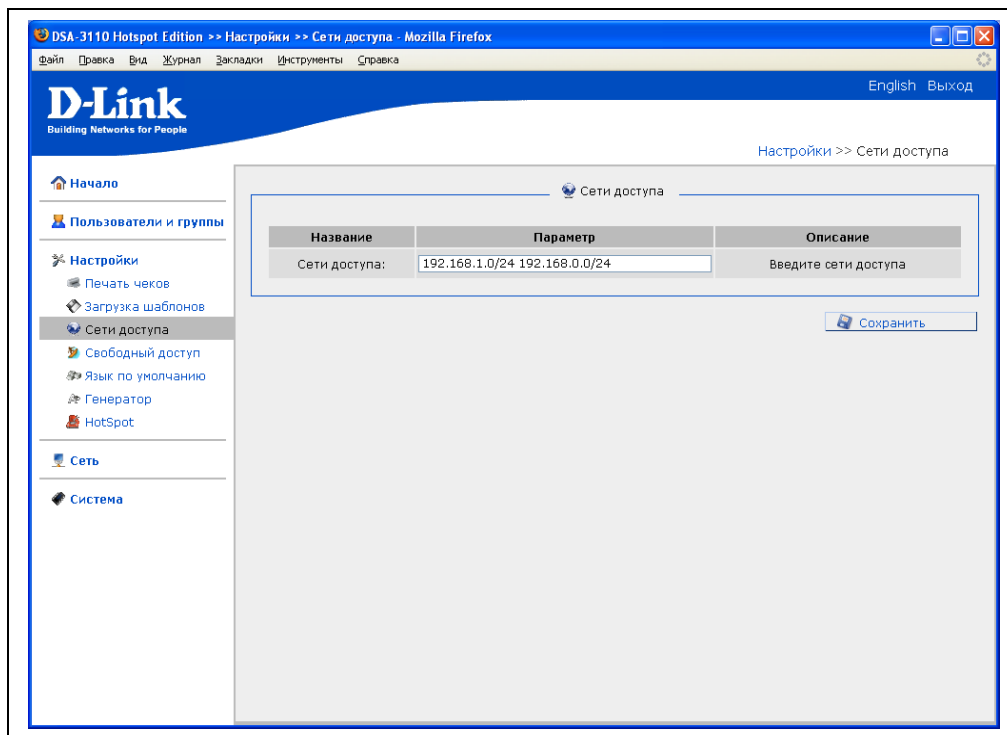 DSA-3110 Hotspot Edition >> Настройки >> Сети доступа - Mozilla Firefox
Файл Правка Вид Журнал Закладки Инструменты Справка
D-Link
Building Networks for People
English Выход
Настройки >> Сети доступа
Начало
Пользователи и группы
Настройки
Печать чеков
Загрузка шаблонов
Сети доступа
Свободный доступ
Язык по умолчанию
Генератор
HotSpot
Сеть
Система
Сети доступа
Название Параметр Описание
Сети доступа: 192.168.1.0/24 192.168.0.0/24 Введите сети доступа
Сохранить